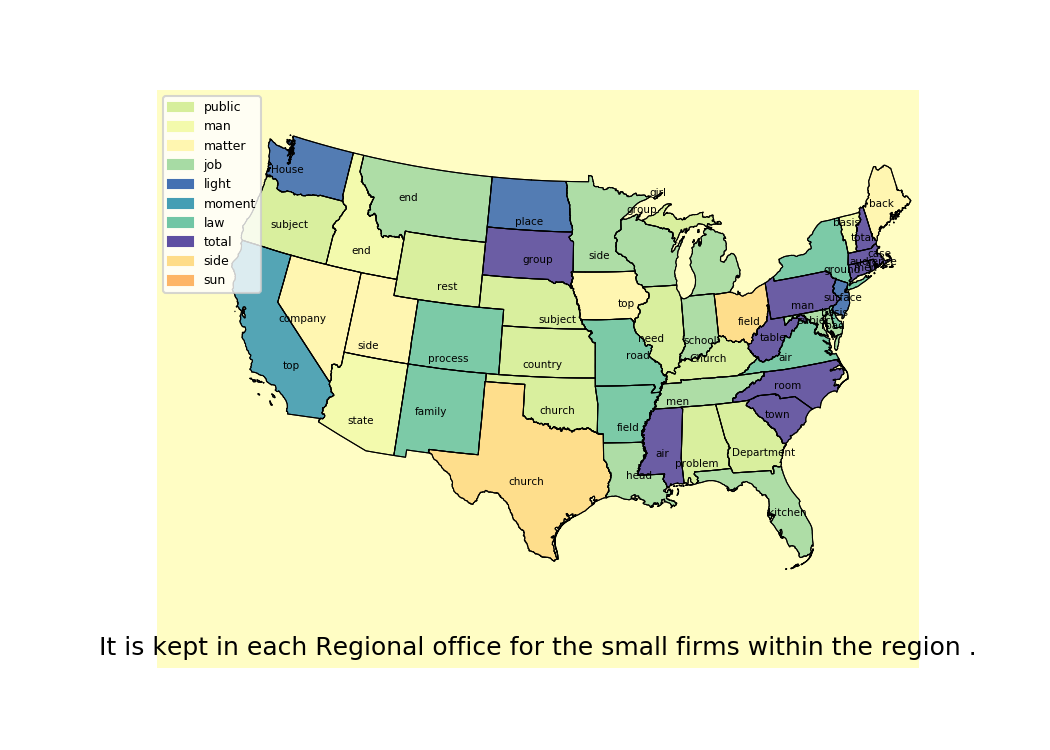 public
man
matter
job
light
moment
law
total
side
sun
House
subject
end
end
place
group
girl
group
side
back
basis
total
case
ground
surface
rest
top
man
field
subject
company
side
top
process
country
need
road
school
Church
table
air
road
state
family
church
field
men
room
town
air
problem
Department
church
head
kitchen
It is kept in each Regional office for the small firms within the region .